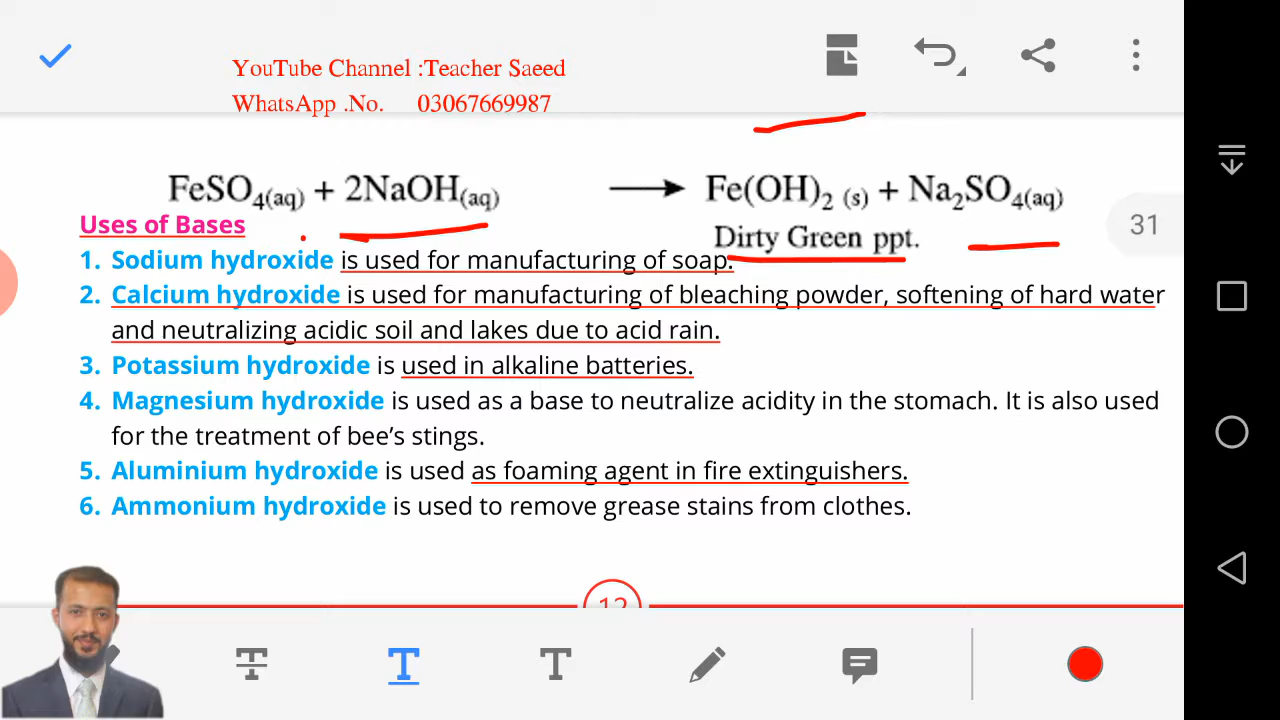 YouTube Channel :Teacher Saeed
WhatsApp .No. 03067669987
FeSO₄(aq) + 2NaOH(aq) ⟶ Fe(OH)₂ (s) + Na₂SO₄(aq)
Uses of Bases
Dirty Green ppt.
31
1. Sodium hydroxide is used for manufacturing of soap.
2. Calcium hydroxide is used for manufacturing of bleaching powder, softening of hard water
and neutralizing acidic soil and lakes due to acid rain.
3. Potassium hydroxide is used in alkaline batteries.
4. Magnesium hydroxide is used as a base to neutralize acidity in the stomach. It is also used
for the treatment of bee's stings.
5. Aluminium hydroxide is used as foaming agent in fire extinguishers.
6. Ammonium hydroxide is used to remove grease stains from clothes.
12
T T T